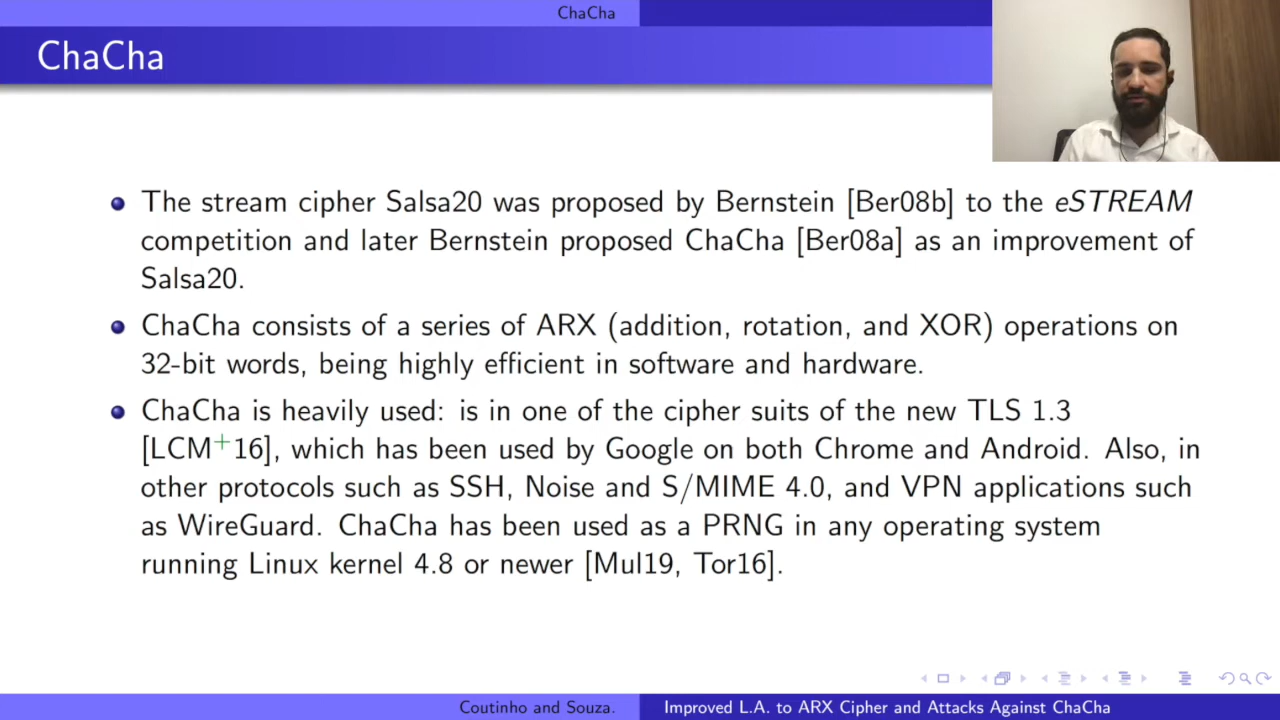 ChaCha
ChaCha
The stream cipher Salsa20 was proposed by Bernstein [Ber08b] to the eSTREAM
competition and later Bernstein proposed ChaCha [Ber08a] as an improvement of
Salsa20.
ChaCha consists of a series of ARX (addition, rotation, and XOR) operations on
32-bit words, being highly efficient in software and hardware.
ChaCha is heavily used: is in one of the cipher suits of the new TLS 1.3
[LCM+16], which has been used by Google on both Chrome and Android. Also, in
other protocols such as SSH, Noise and S/MIME 4.0, and VPN applications such
as WireGuard. ChaCha has been used as a PRNG in any operating system
running Linux kernel 4.8 or newer [Mul19, Tor16].
Coutinho and Souza.
Improved L.A. to ARX Cipher and Attacks Against ChaCha